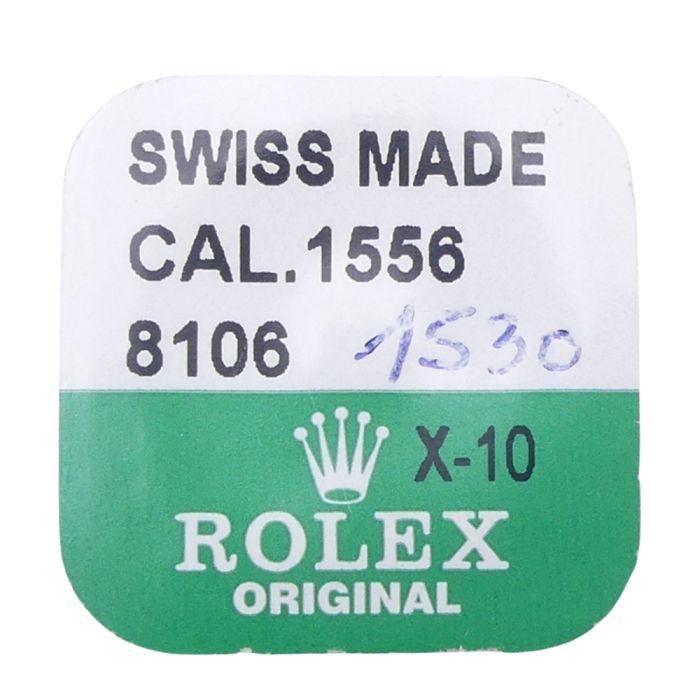 SWISS MADE
CAL.1556
8106 1530
X-10
ROLEX
ORIGINAL